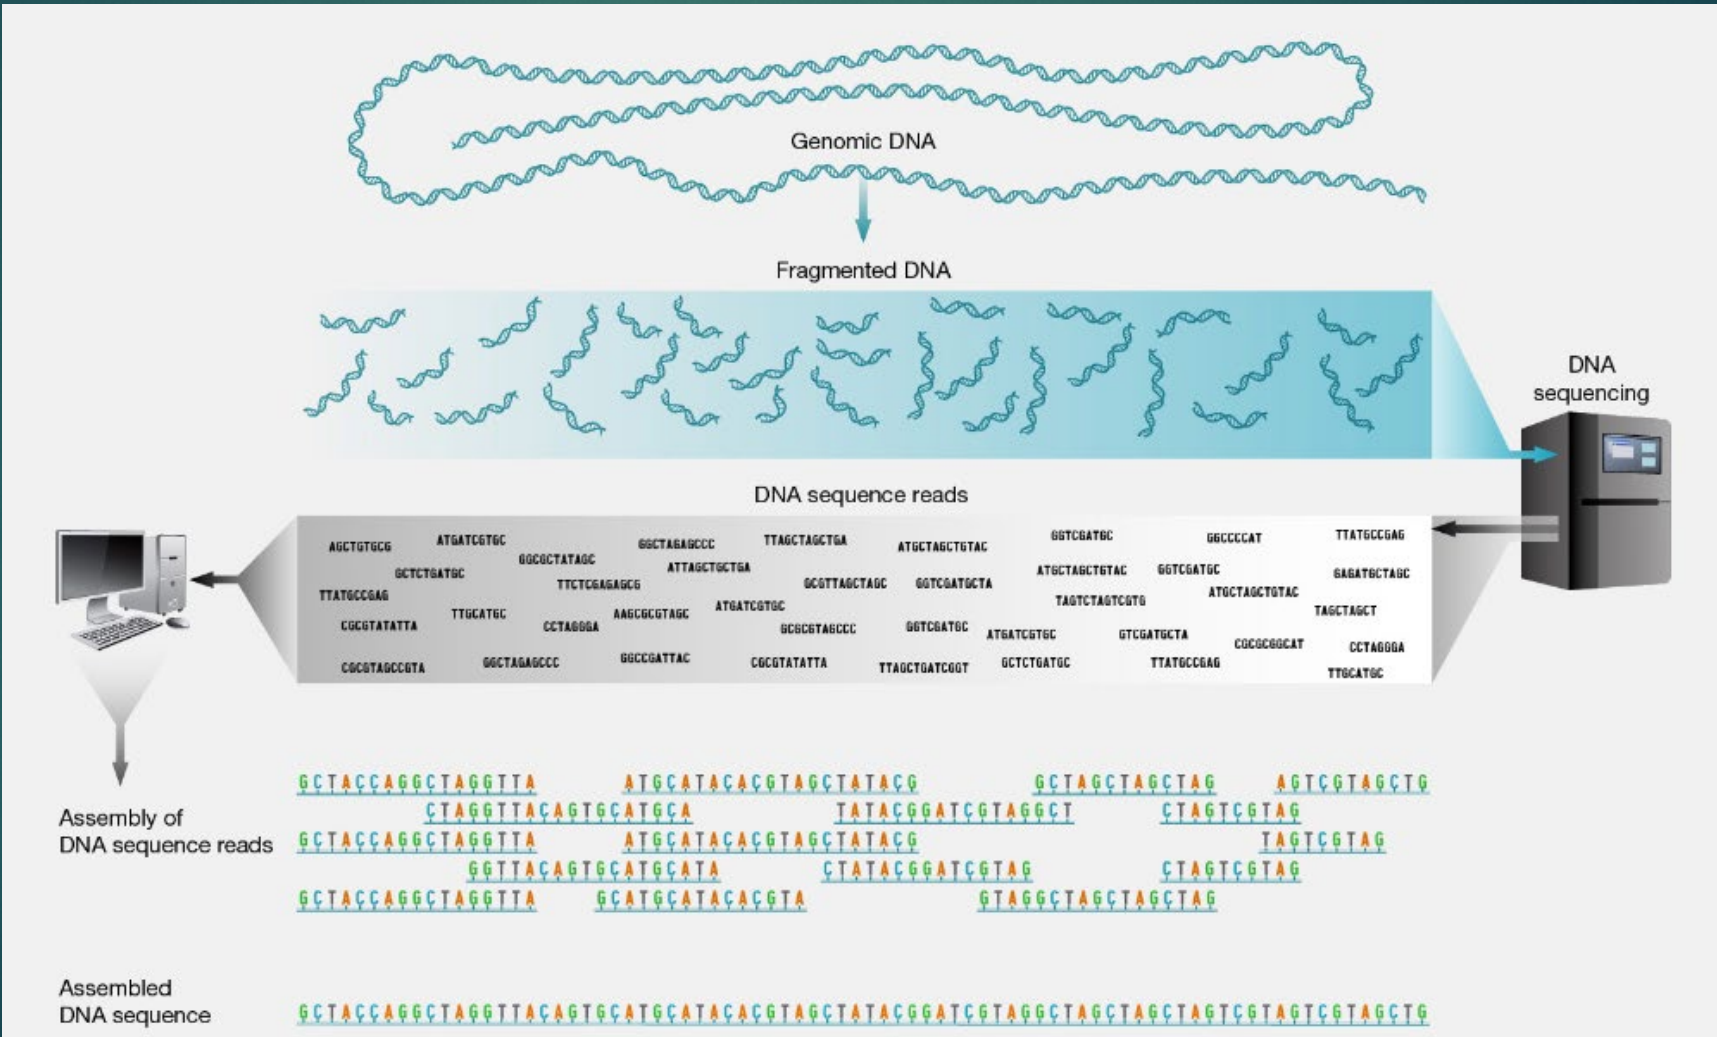 Genomic DNA
Fragmented DNA
DNA
sequencing
DNA sequence reads
AGCTGTGCG ATGATCGTGC GGCTAGAGCCC TTAGCTAGCTGA ATGCTAGCTGTAC GGTCGATGC GGCCCCAT TTATGCCGAG
GGCGCTATAGC ATTAGCTGCTGA
GCTCTGATGC TTCTCGAGAGCG GCGTTAGCTAGC GGTCGATGCTA ATGCTAGCTGTAC GGTCGATGC GAGATGCTAGC
TTATGCCGAG ATGATCGTGC TAGTCTAGTCGTG ATGCTAGCTGTAC
TTGCATGC AAGCGCGTAGC TAGCTAGCT
CGCGTATATTA CCTAGGGA GCGCGTAGCCC GGTCGATGC ATGATCGTGC GTCGATGCTA CGCGCGGCAT CCTAGGGA
CGCGTAGCCGTA GGCTAGAGCCC GGCCGATTAC CGCGTATATTA TTAGCTGATCGGT GCTCTGATGC TTATGCCGAG TTGCATGC
GCTACCAGGCTAGGTTA ATGCATACACGTAGCTATACG GCTAGCTAGCTAG AGTCGTAGCTG
CTAGGTTACAGTGCATGCA TATACGGATCGTAGGCT CTAGTCGTAG
Assembly of
DNA sequence reads
GCTACCAGGCTAGGTTA ATGCATACACGTAGCTATACG TAGTCGTAG
GGTTACAGTGCATGCATA CTATACGGATCGTAG CTAGTCGTAG
GCTACCAGGCTAGGTTA GCATGCATACACGTA GTAGGCTAGCTAGCTAG
Assembled
DNA sequence
GCTACCAGGCTAGGTTACAGTGCATGCATACACGTAGCTATACGGATCGTAGGCTAGCTAGCTAGTCGTAGTCGTAGCTG